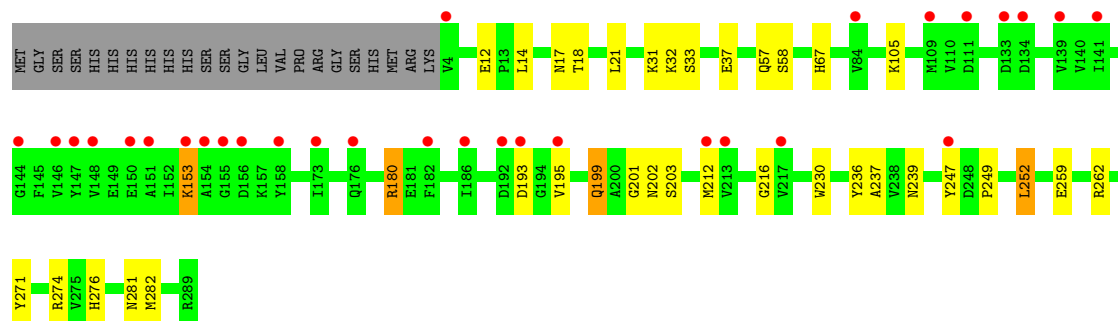 MET GLY SER SER HIS HIS HIS HIS HIS HIS SER SER GLY LEU VAL PRO ARG GLY SER HIS MET ARG LYS V4 E12 P13 L14 N17 T18 L21 K31 K32 S33 E37 Q57 S58 H67 V84 K105 M109 V110 D111 D133 D134 V139 V140 I141
G144 F145 V146 Y147 V148 E149 E150 A151 I152 K153 A154 G155 D156 K157 Y158 I173 Q176 R180 E181 F182 I186 D192 D193 G194 V195 Q199 A200 G201 N202 S203 M212 V213 G216 V217 W230 Y236 A237 V238 N239 Y247 D248 P249 L252 E259 R262
Y271 R274 V275 H276 N281 M282 R289